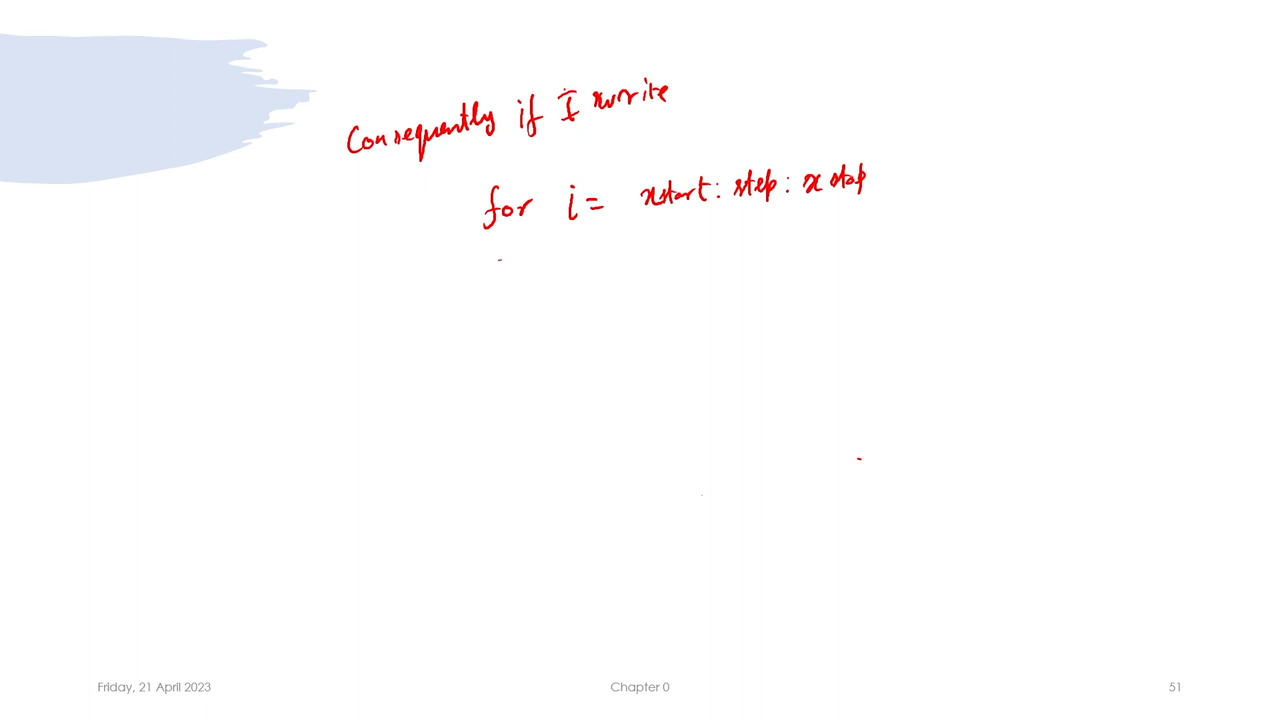 Consequently if I write
for i = xstart : step : xstop
Friday, 21 April 2023
Chapter 0
51